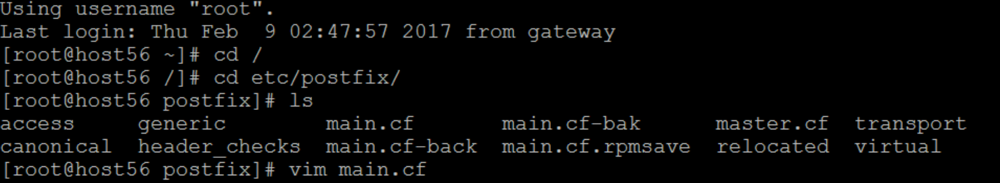 Using username "root".
Last login: Thu Feb  9 02:47:57 2017 from gateway
[root@host56 ~]# cd /
[root@host56 /]# cd etc/postfix/
[root@host56 postfix]# ls
access     generic        main.cf       main.cf-bak      master.cf  transport
canonical  header_checks  main.cf-back  main.cf.rpmsave  relocated  virtual
[root@host56 postfix]# vim main.cf